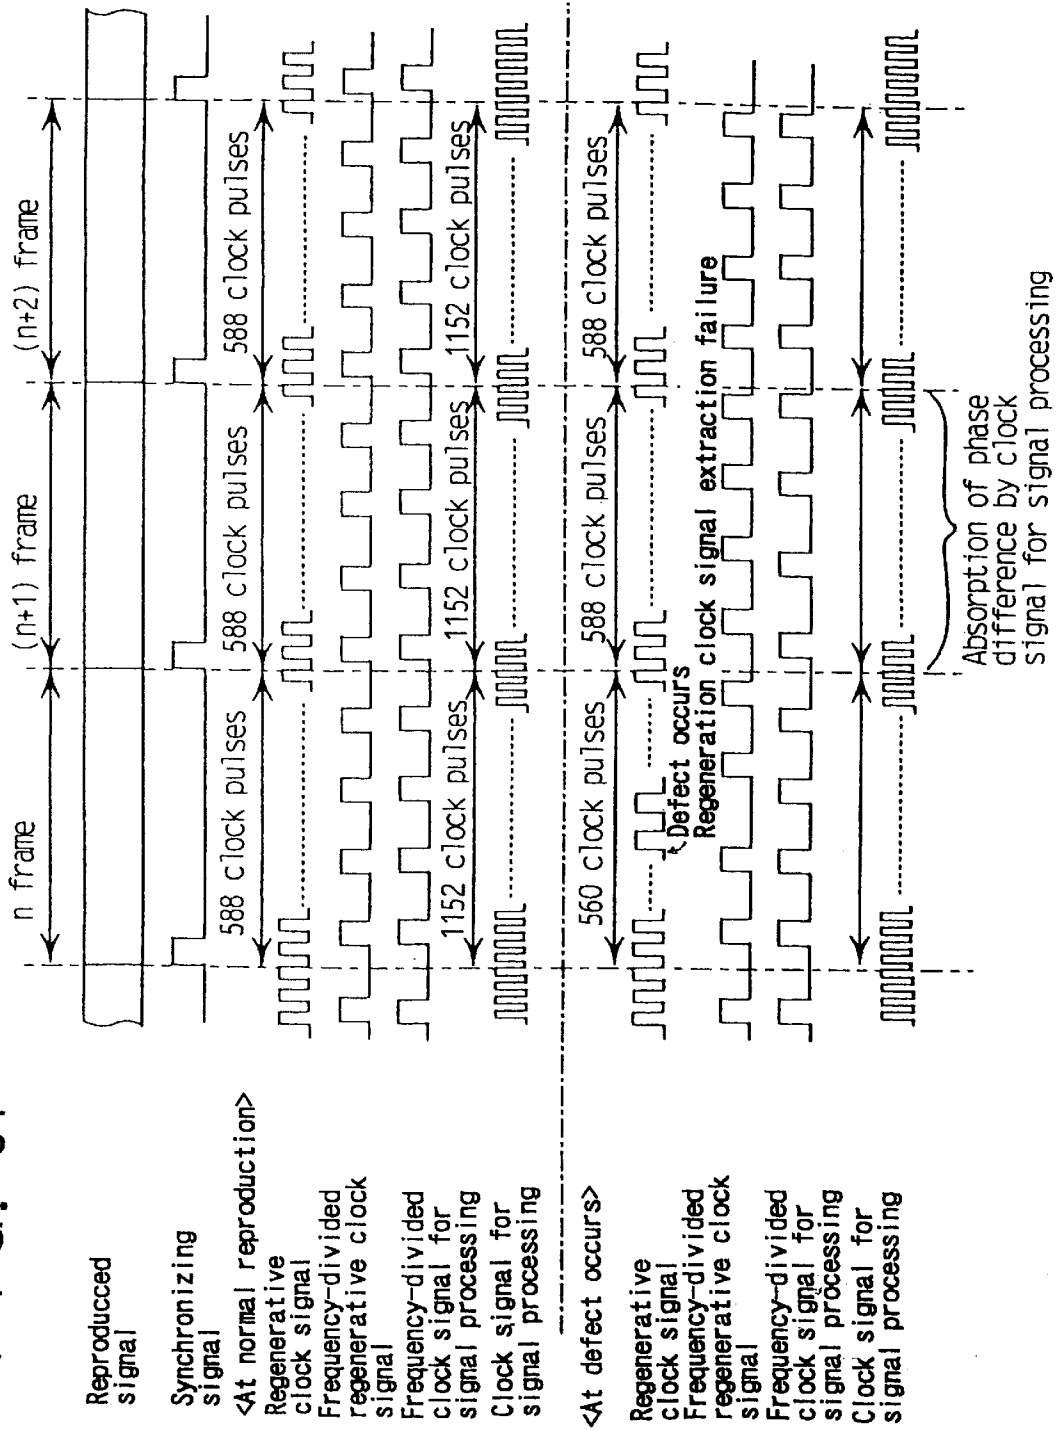 n frame
(n+1) frame
(n+2) frame
Reproducced
signal
Synchronizing
signal
<At normal reproduction>
588 clock pulses
588 clock pulses
588 clock pulses
Regenerative
clock signal
Frequency-divided
regenerative clock
signal
Frequency-divided
clock signal for
signal processing
1152 clock pulses
1152 clock pulses
1152 clock pulses
Clock signal for
signal processing
<At defect occurs>
560 clock pulses
588 clock pulses
588 clock pulses
Regenerative
clock signal
Defect occurs
Regeneration clock signal extraction failure
Frequency-divided
regenerative clock
signal
Frequency-divided
clock signal for
signal processing
Clock signal for
signal processing
Absorption of phase
difference by clock
signal for signal processing